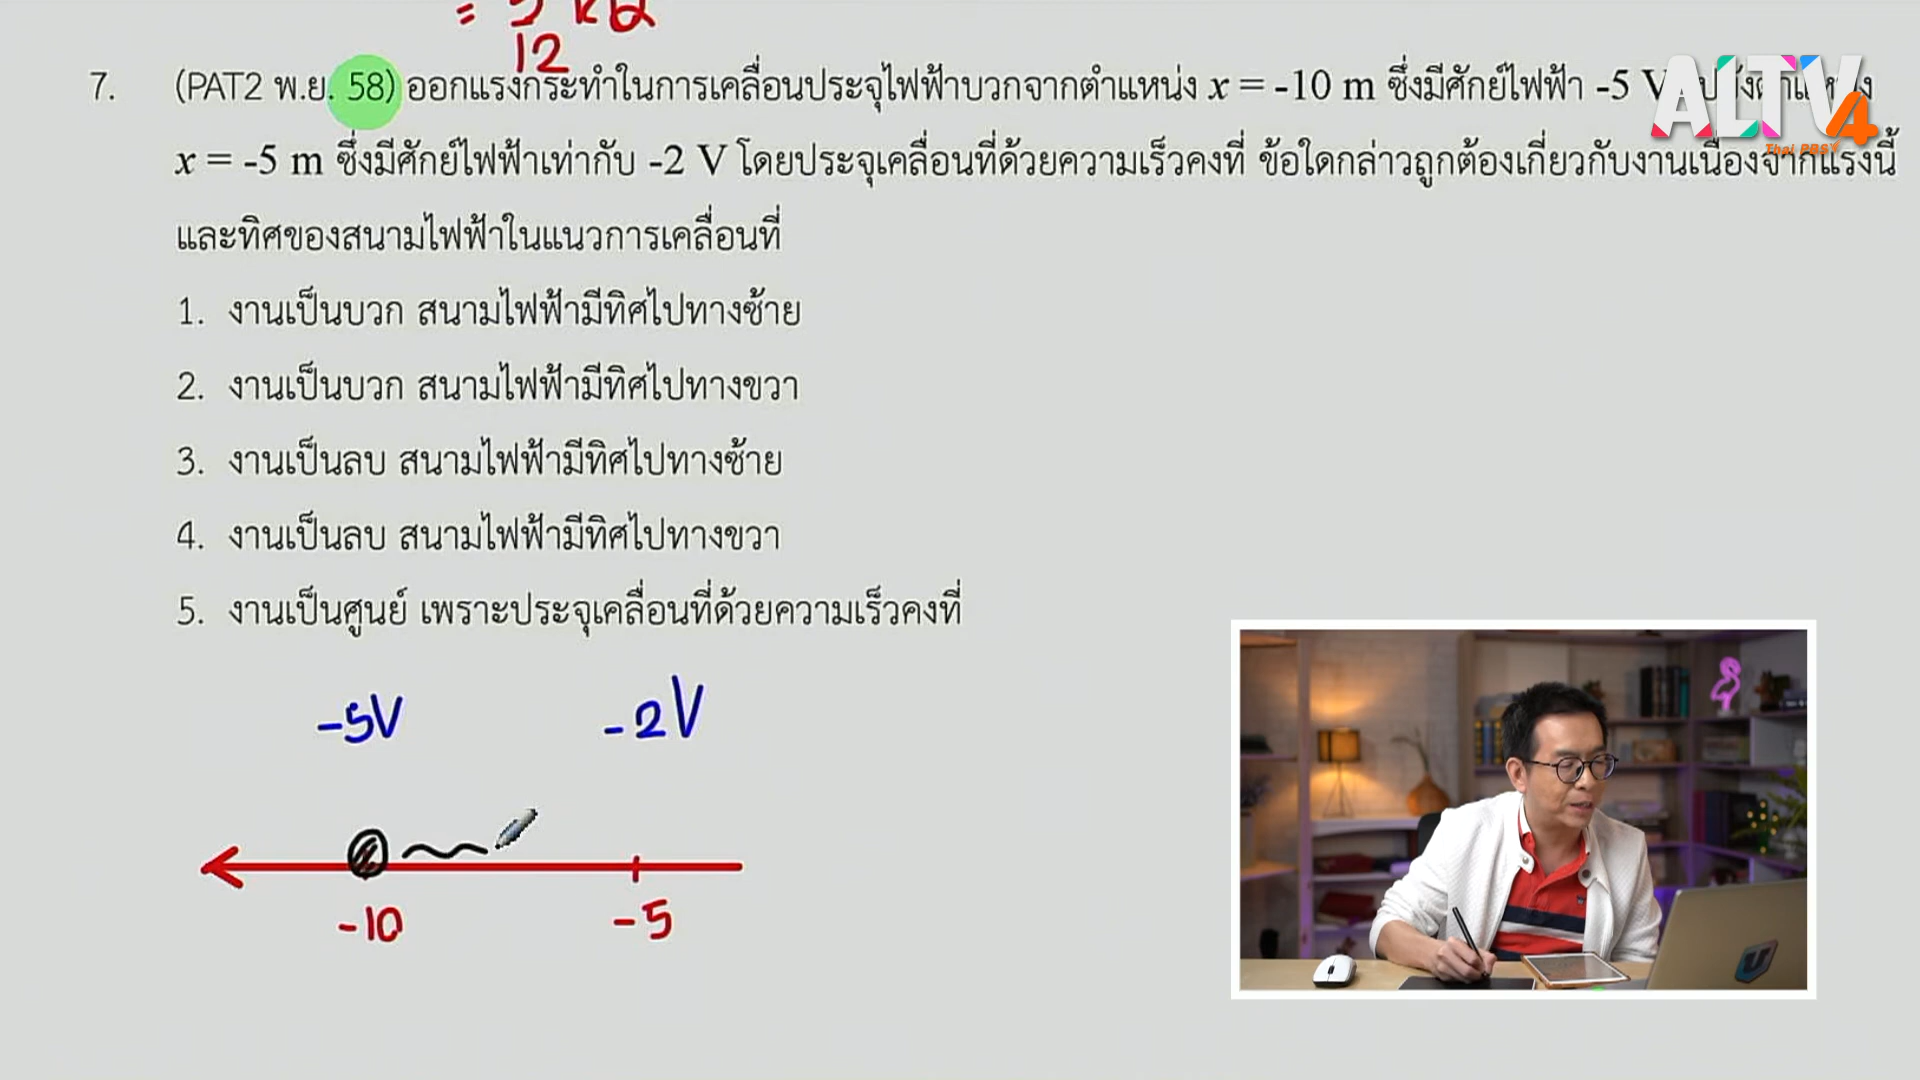 = 5 kQ
12
7. (PAT2 พ.ย. 58) ออกแรงกระทำในการเคลื่อนประจุไฟฟ้าบวกจากตำแหน่ง x = -10 m ซึ่งมีศักย์ไฟฟ้า -5 V
ALTV 4
Thai PBS
x = -5 m ซึ่งมีศักย์ไฟฟ้าเท่ากับ -2 V โดยประจุเคลื่อนที่ด้วยความเร็วคงที่ ข้อใดกล่าวถูกต้องเกี่ยวกับงานเนื่องจากแรงนี้
และทิศของสนามไฟฟ้าในแนวการเคลื่อนที่
1. งานเป็นบวก สนามไฟฟ้ามีทิศไปทางซ้าย
2. งานเป็นบวก สนามไฟฟ้ามีทิศไปทางขวา
3. งานเป็นลบ สนามไฟฟ้ามีทิศไปทางซ้าย
4. งานเป็นลบ สนามไฟฟ้ามีทิศไปทางขวา
5. งานเป็นศูนย์ เพราะประจุเคลื่อนที่ด้วยความเร็วคงที่
-5V -2V
-10 -5